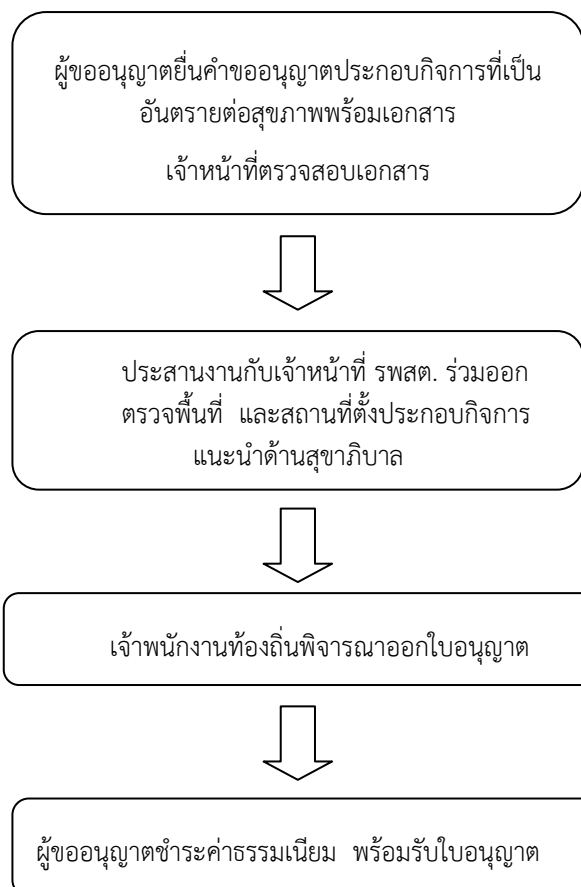 ผู้ขออนุญาตยื่นคำขออนุญาตประกอบกิจการที่เป็น
อันตรายต่อสุขภาพพร้อมเอกสาร
เจ้าหน้าที่ตรวจสอบเอกสาร
ประสานงานกับเจ้าหน้าที่ รพสต. ร่วมออก
ตรวจพื้นที่ และสถานที่ตั้งประกอบกิจการ
แนะนำด้านสุขาภิบาล
เจ้าพนักงานท้องถิ่นพิจารณาออกใบอนุญาต
ผู้ขออนุญาตชำระค่าธรรมเนียม พร้อมรับใบอนุญาต